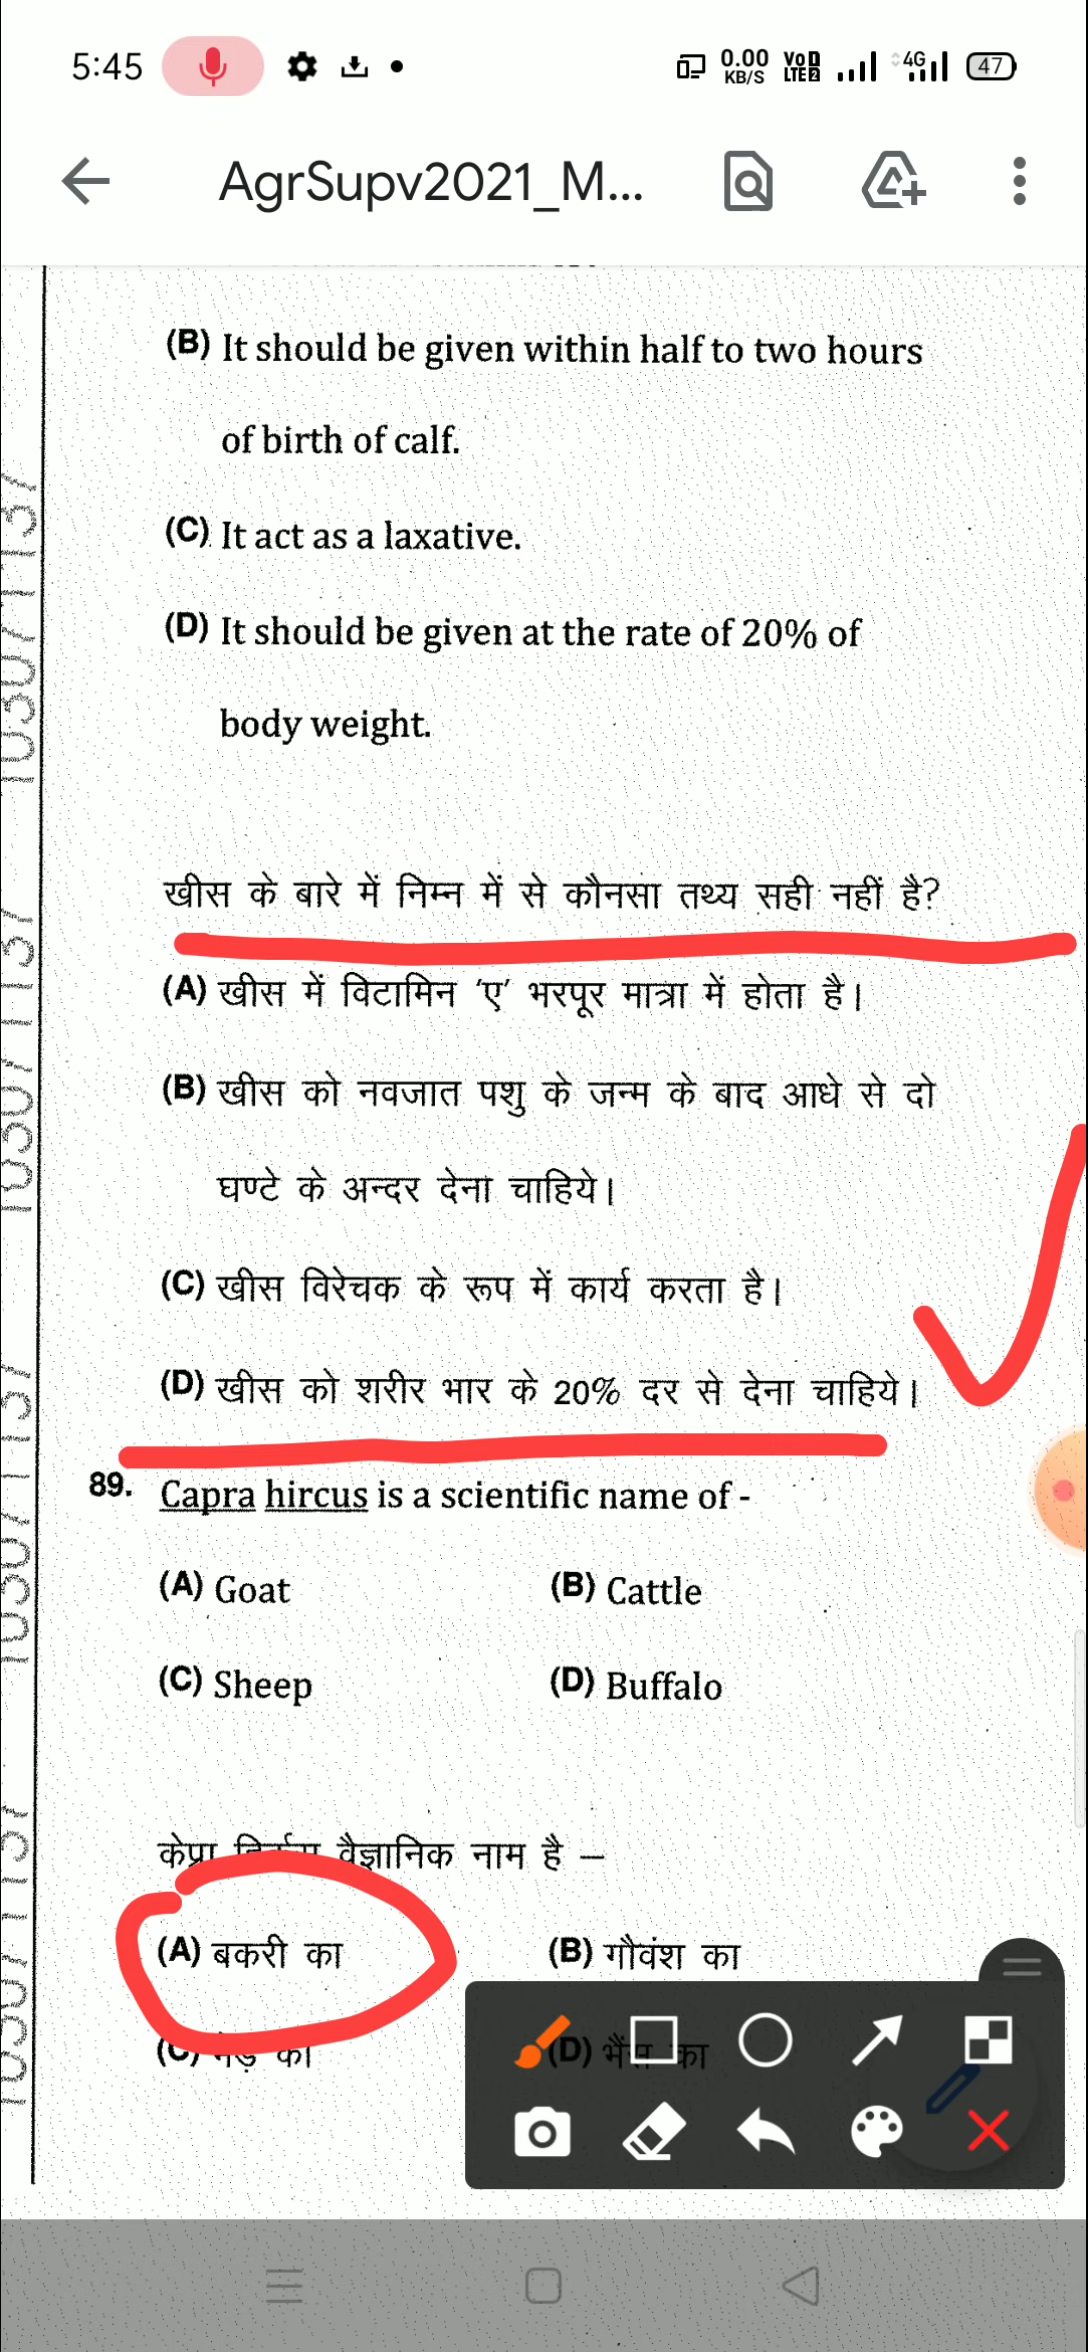 5:45
0.00 KB/S
VoD LTE2
4G
47
AgrSupv2021_M...
(B) It should be given within half to two hours
of birth of calf.
(C) It act as a laxative.
(D) It should be given at the rate of 20% of
body weight.
खीस के बारे में निम्न में से कौनसा तथ्य सही नहीं है?
(A) खीस में विटामिन ‘ए’ भरपूर मात्रा में होता है।
(B) खीस को नवजात पशु के जन्म के बाद आधे से दो
घण्टे के अन्दर देना चाहिये।
(C) खीस विरेचक के रूप में कार्य करता है।
(D) खीस को शरीर भार के 20% दर से देना चाहिये।
89. Capra hircus is a scientific name of -
(A) Goat (B) Cattle
(C) Sheep (D) Buffalo
केप्रा वैज्ञानिक नाम है –
(A) बकरी का (B) गौवंश का
(C) का (D) भैंस का